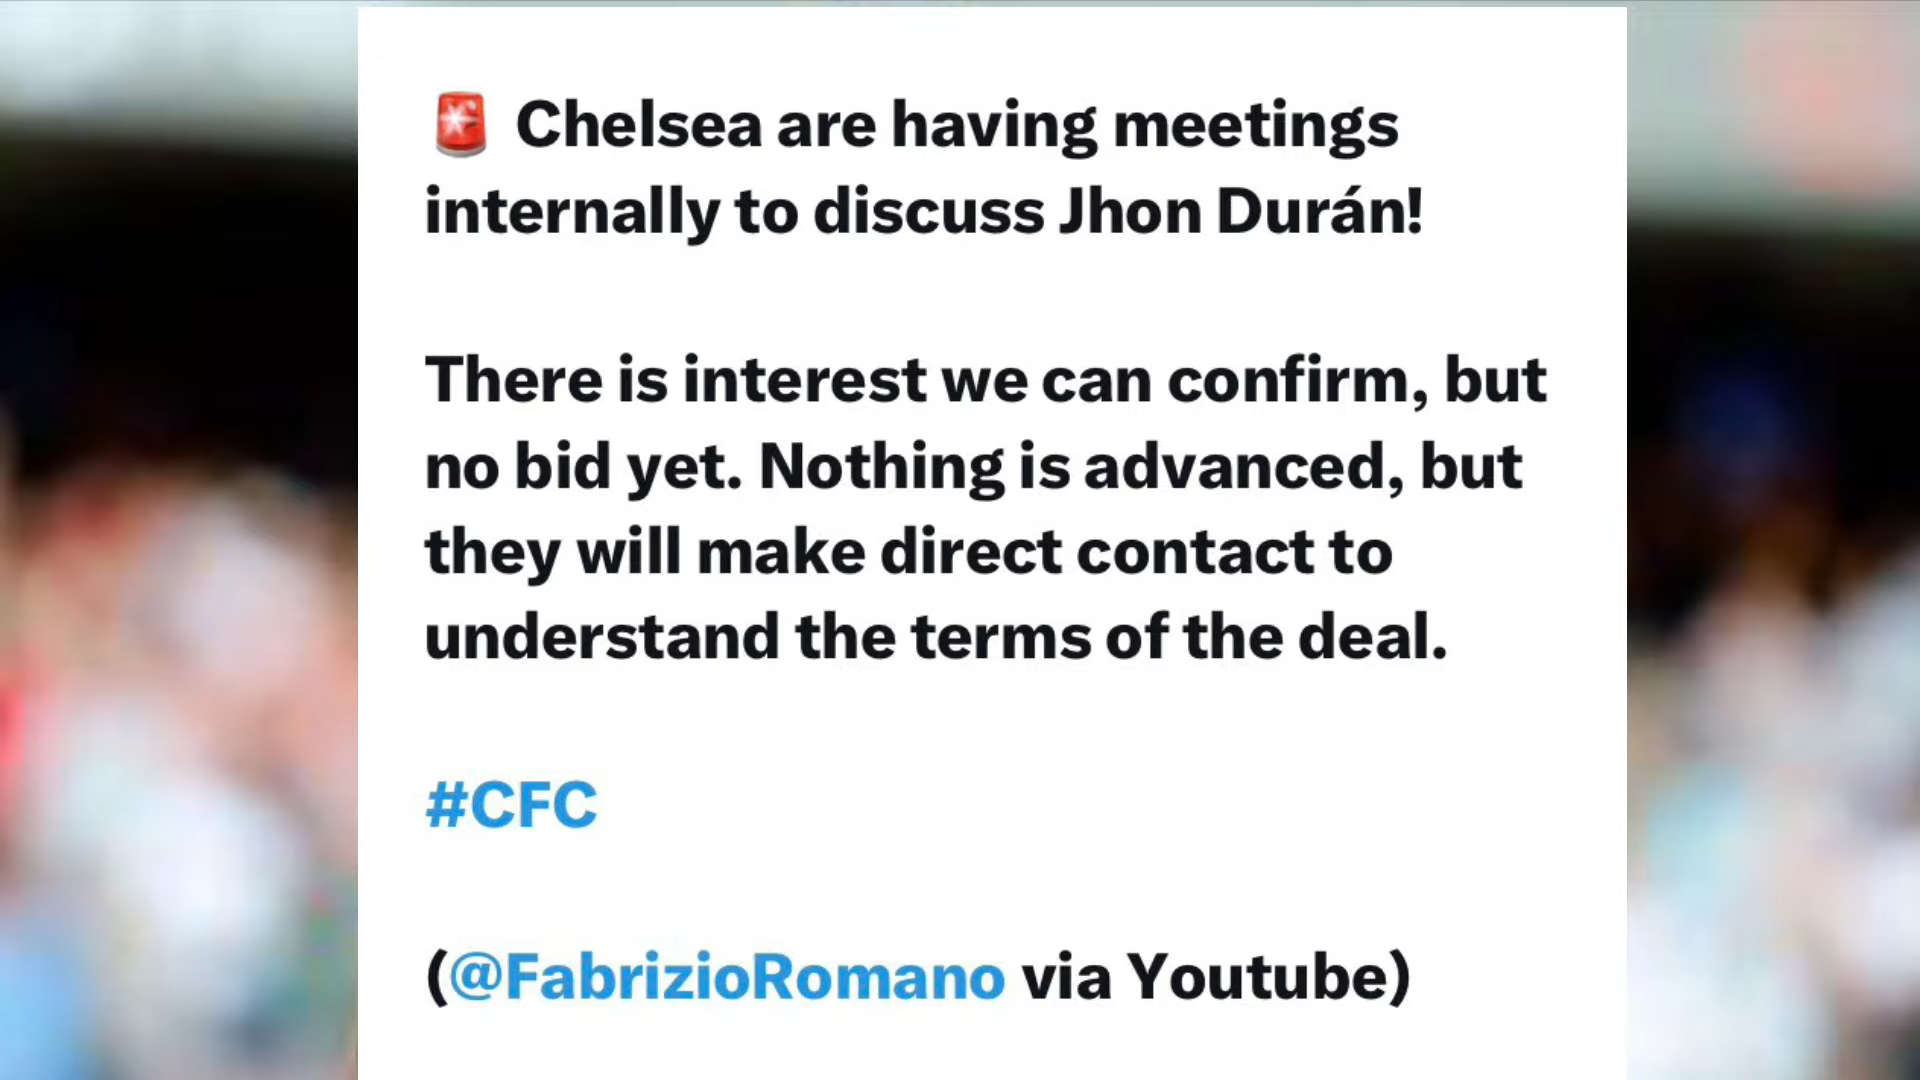 🚨 Chelsea are having meetings
internally to discuss Jhon Durán!
There is interest we can confirm, but
no bid yet. Nothing is advanced, but
they will make direct contact to
understand the terms of the deal.
#CFC
(@FabrizioRomano via Youtube)